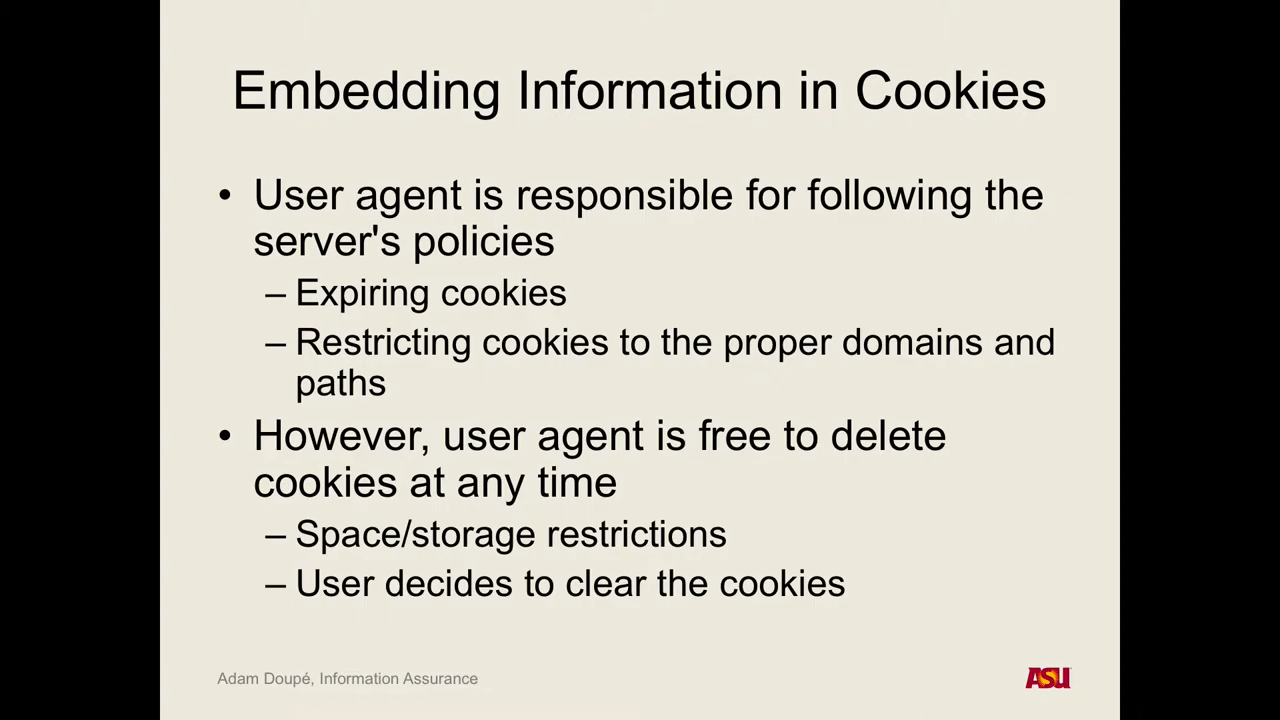 Embedding Information in Cookies
• User agent is responsible for following the
server's policies
– Expiring cookies
– Restricting cookies to the proper domains and
paths
• However, user agent is free to delete
cookies at any time
– Space/storage restrictions
– User decides to clear the cookies
Adam Doupé, Information Assurance
ASU